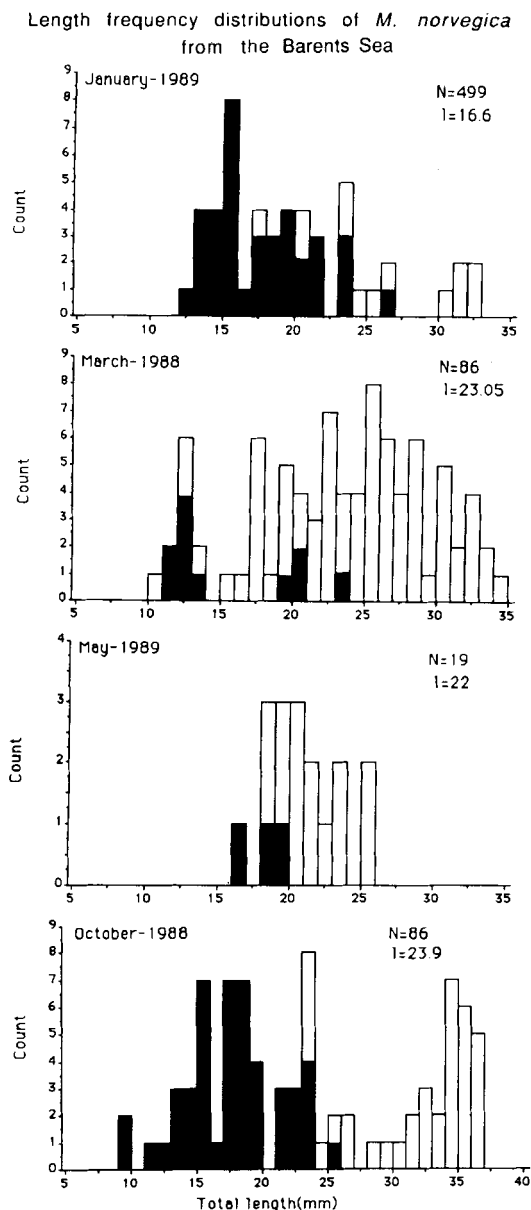 Length frequency distributions of M. norvegica
from the Barents Sea
January-1989
N=499
l=16.6
Count
9
8
7
6
5
4
3
2
1
0
5 10 15 20 25 30 35
March-1988
N=86
l=23.05
Count
9
8
7
6
5
4
3
2
1
0
5 10 15 20 25 30 35
May-1989
N=19
l=22
Count
4
3
2
1
0
5 10 15 20 25 30 35
October-1988
N=86
l=23.9
Count
9
8
7
6
5
4
3
2
1
0
5 10 15 20 25 30 35 40
Total length(mm)